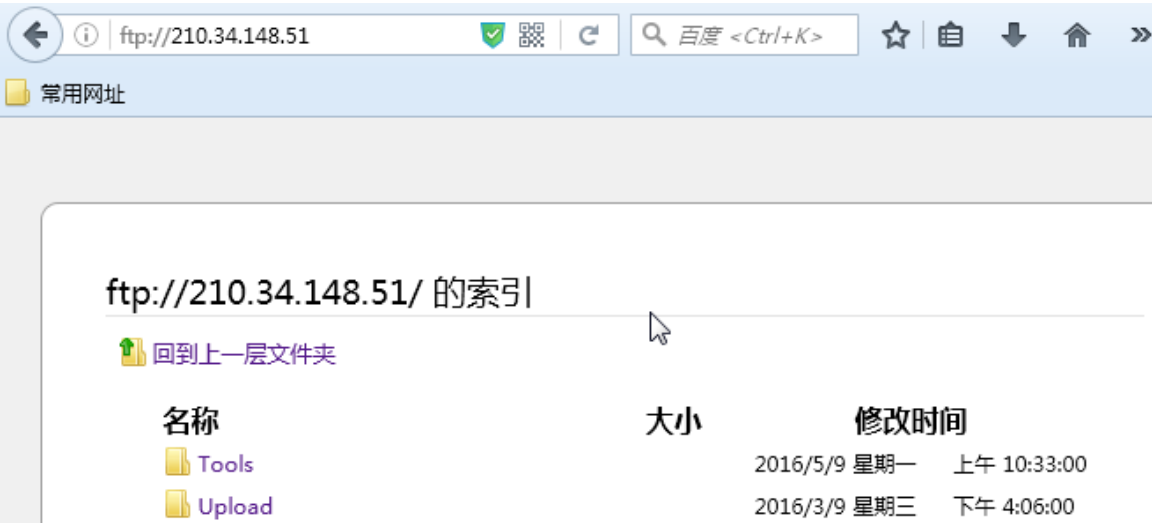 ftp://210.34.148.51 百度 <Ctrl+K>
常用网址
ftp://210.34.148.51/ 的索引
回到上一层文件夹
名称 大小 修改时间
Tools 2016/5/9 星期一 上午 10:33:00
Upload 2016/3/9 星期三 下午 4:06:00